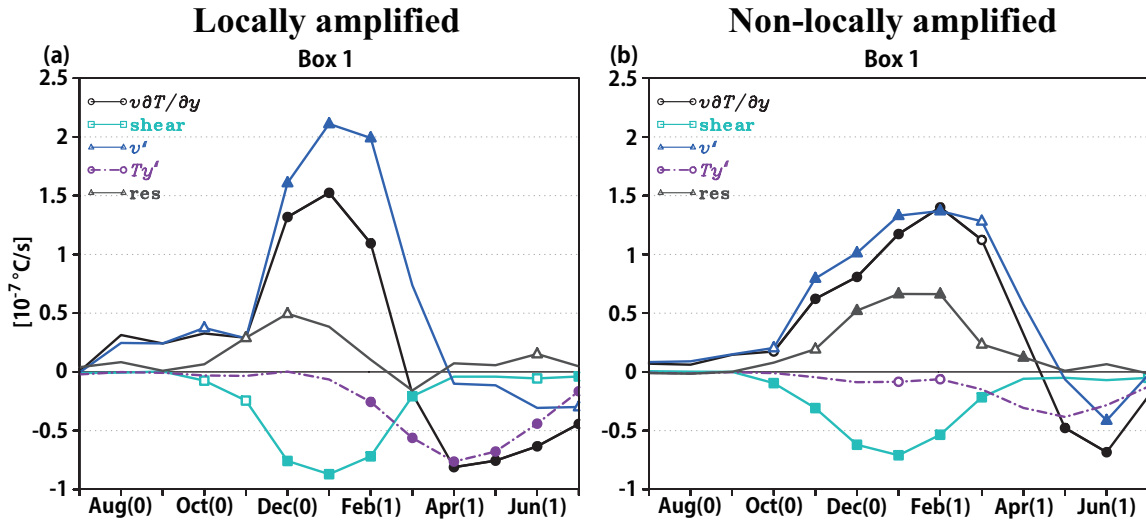 Locally amplified
Non-locally amplified
(a)
Box 1
(b)
Box 1
[10⁻⁷ °C/s]
2.5
2
1.5
1
0.5
0
-0.5
-1
v∂T/∂y
shear
v'
Ty'
res
Aug(0) Oct(0) Dec(0) Feb(1) Apr(1) Jun(1)
2.5
2
1.5
1
0.5
0
-0.5
-1
v∂T/∂y
shear
v'
Ty'
res
Aug(0) Oct(0) Dec(0) Feb(1) Apr(1) Jun(1)